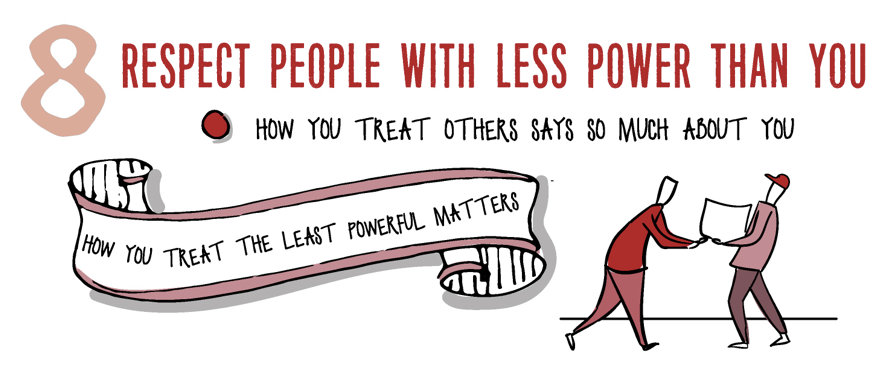 8 RESPECT PEOPLE WITH LESS POWER THAN YOU
HOW YOU TREAT OTHERS SAYS SO MUCH ABOUT YOU
HOW YOU TREAT THE LEAST POWERFUL MATTERS